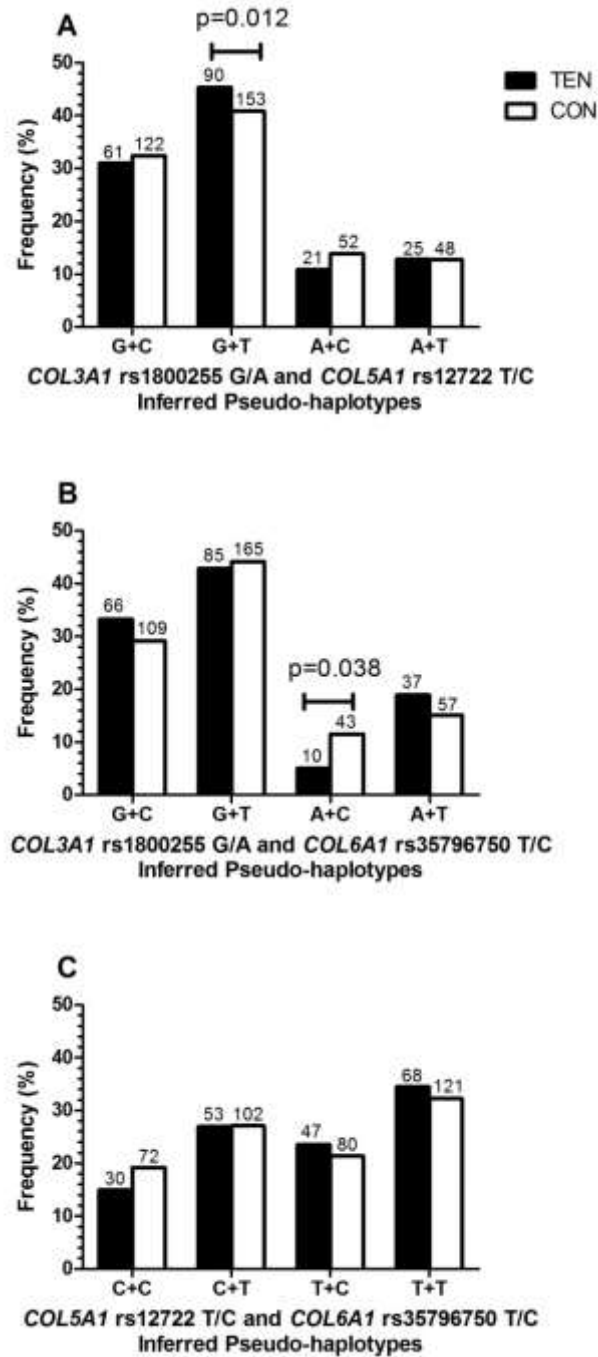 A
p=0.012
TEN
CON
Frequency (%)
50
40
30
20
10
0
61 122 90 153 21 52 25 48
G+C G+T A+C A+T
COL3A1 rs1800255 G/A and COL5A1 rs12722 T/C
Inferred Pseudo-haplotypes
B
Frequency (%)
50
40
30
20
10
0
p=0.038
66 109 85 165 10 43 37 57
G+C G+T A+C A+T
COL3A1 rs1800255 G/A and COL6A1 rs35796750 T/C
Inferred Pseudo-haplotypes
C
Frequency (%)
50
40
30
20
10
0
30 72 53 102 47 80 68 121
C+C C+T T+C T+T
COL5A1 rs12722 T/C and COL6A1 rs35796750 T/C
Inferred Pseudo-haplotypes